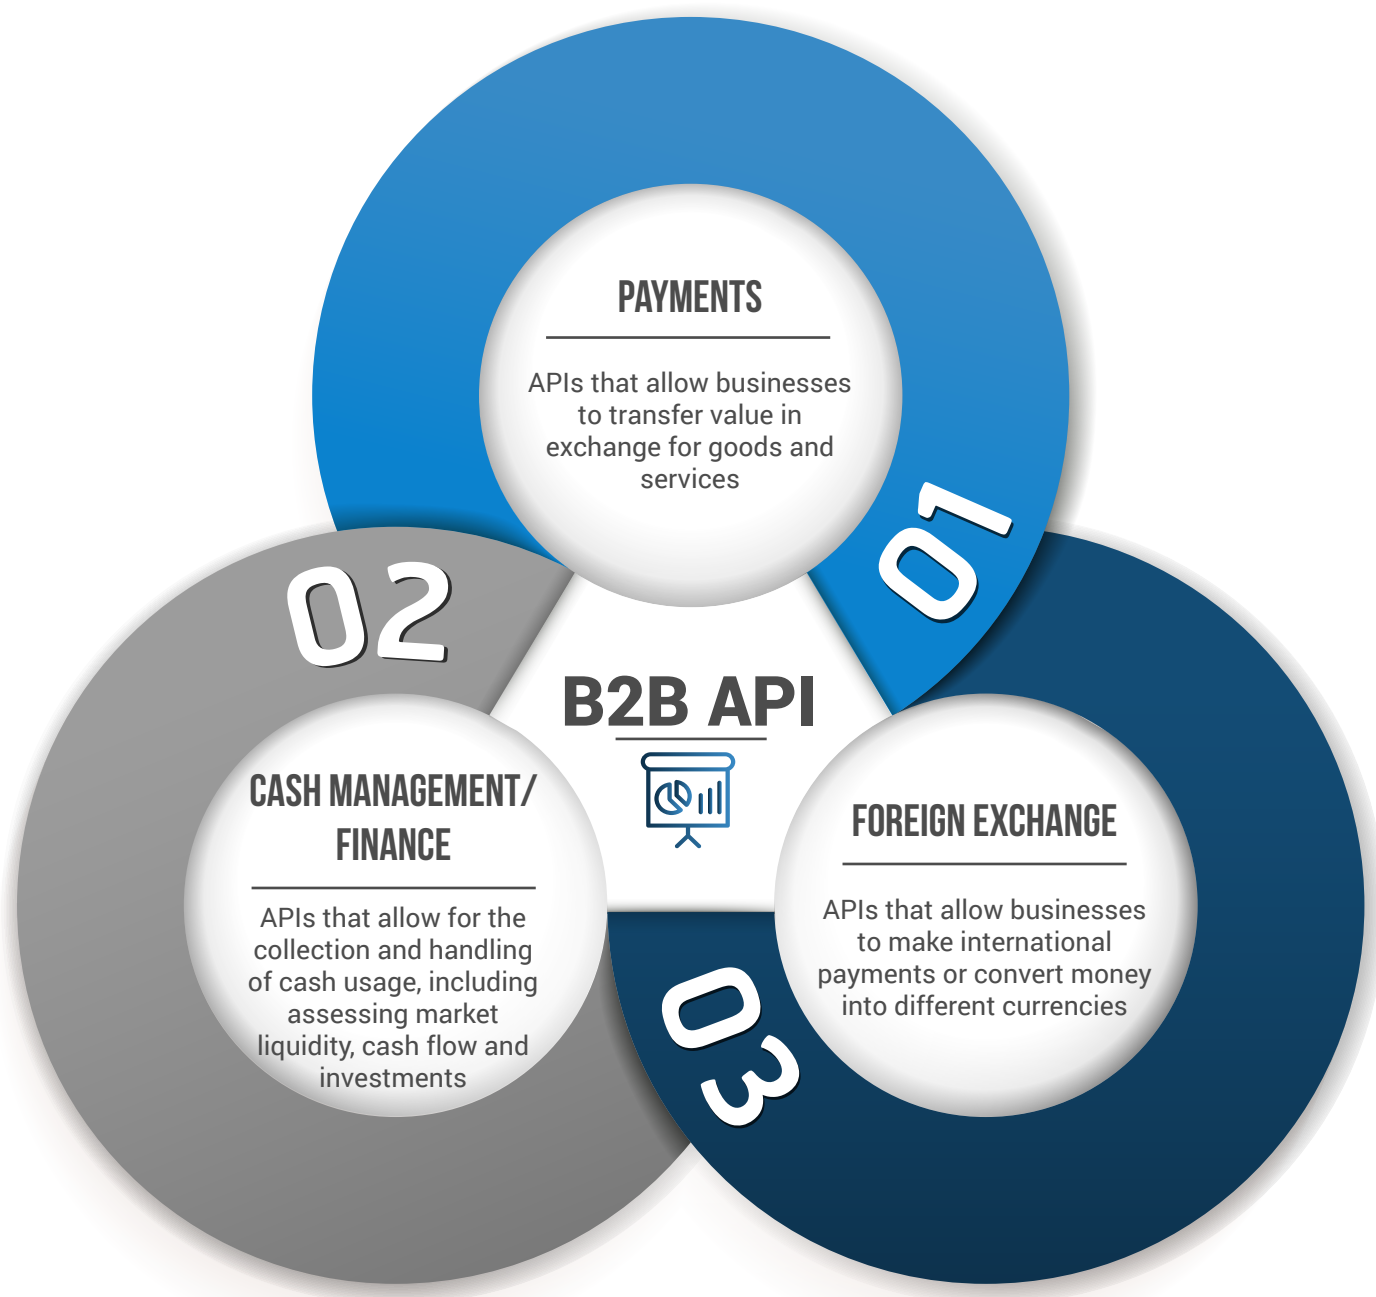 PAYMENTS
APIs that allow businesses
to transfer value in
exchange for goods and
services
01
02
B2B API
CASH MANAGEMENT/
FINANCE
APIs that allow for the
collection and handling
of cash usage, including
assessing market
liquidity, cash flow and
investments
FOREIGN EXCHANGE
APIs that allow businesses
to make international
payments or convert money
into different currencies
03